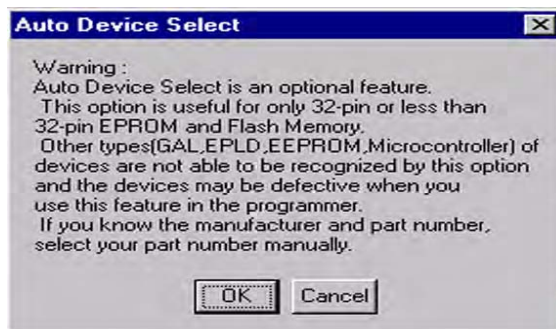 Auto Device Select
Warning :
Auto Device Select is an optional feature.
This option is useful for only 32-pin or less than
32-pin EPROM and Flash Memory.
Other types(GAL,EPLD,EEPROM,Microcontroller) of
devices are not able to be recognized by this option
and the devices may be defective when you
use this feature in the programmer.
If you know the manufacturer and part number,
select your part number manually.
OK Cancel